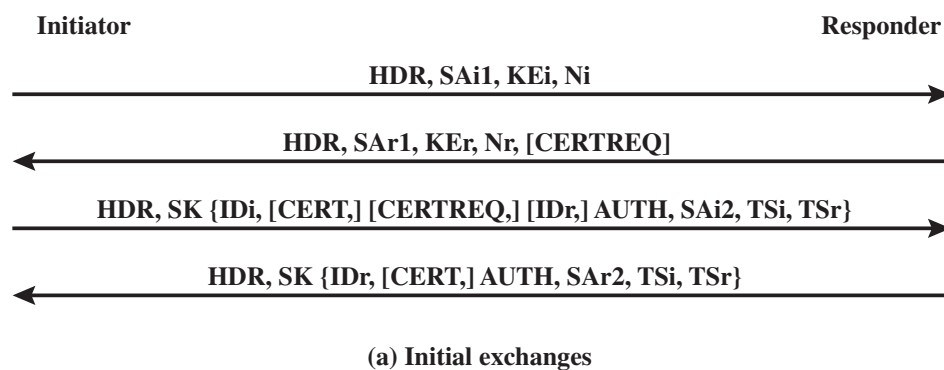 Initiator Responder
HDR, SAi1, KEi, Ni
HDR, SAr1, KEr, Nr, [CERTREQ]
HDR, SK {IDi, [CERT,] [CERTREQ,] [IDr,] AUTH, SAi2, TSi, TSr}
HDR, SK {IDr, [CERT,] AUTH, SAr2, TSi, TSr}
(a) Initial exchanges